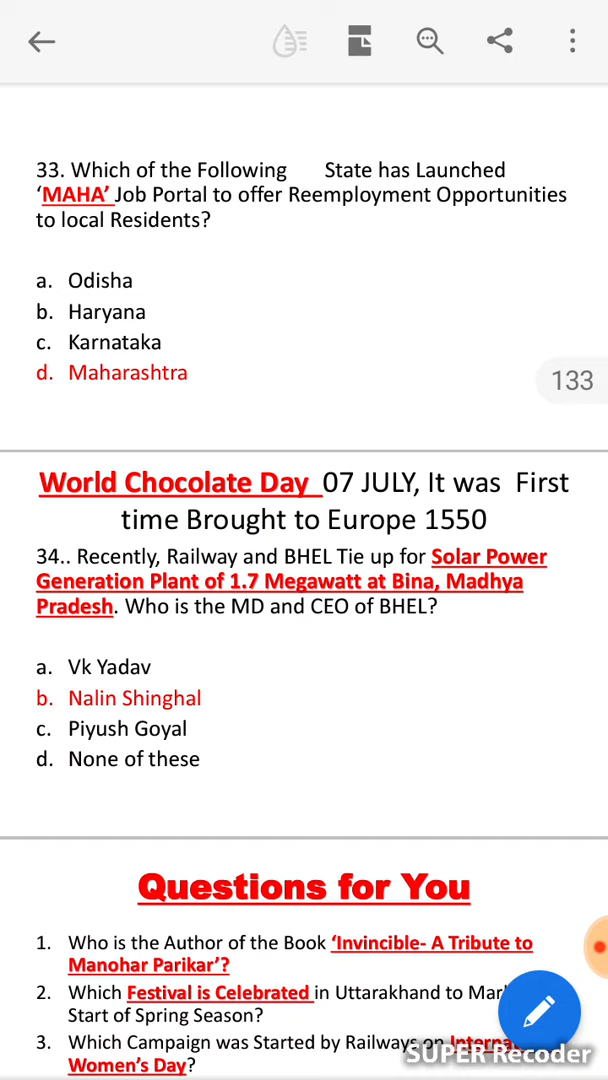 33. Which of the Following State has Launched
‘MAHA’ Job Portal to offer Reemployment Opportunities
to local Residents?
a. Odisha
b. Haryana
c. Karnataka
d. Maharashtra
133
World Chocolate Day 07 JULY, It was First
time Brought to Europe 1550
34.. Recently, Railway and BHEL Tie up for Solar Power
Generation Plant of 1.7 Megawatt at Bina, Madhya
Pradesh. Who is the MD and CEO of BHEL?
a. Vk Yadav
b. Nalin Shinghal
c. Piyush Goyal
d. None of these
Questions for You
1. Who is the Author of the Book ‘Invincible- A Tribute to
Manohar Parikar’?
2. Which Festival is Celebrated in Uttarakhand to
Start of Spring Season?
3. Which Campaign was Started by Railways on
Women’s Day?
SUPER Recoder